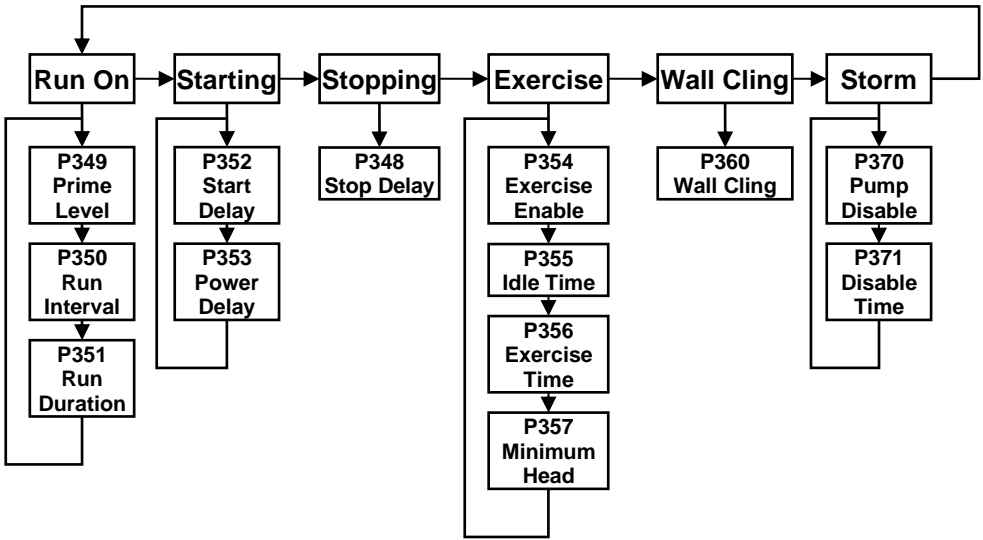 Run On
Starting
Stopping
Exercise
Wall Cling
Storm
P349
Prime
Level
P350
Run
Interval
P351
Run
Duration
P352
Start
Delay
P353
Power
Delay
P348
Stop Delay
P354
Exercise
Enable
P355
Idle Time
P356
Exercise
Time
P357
Minimum
Head
P360
Wall Cling
P370
Pump
Disable
P371
Disable
Time